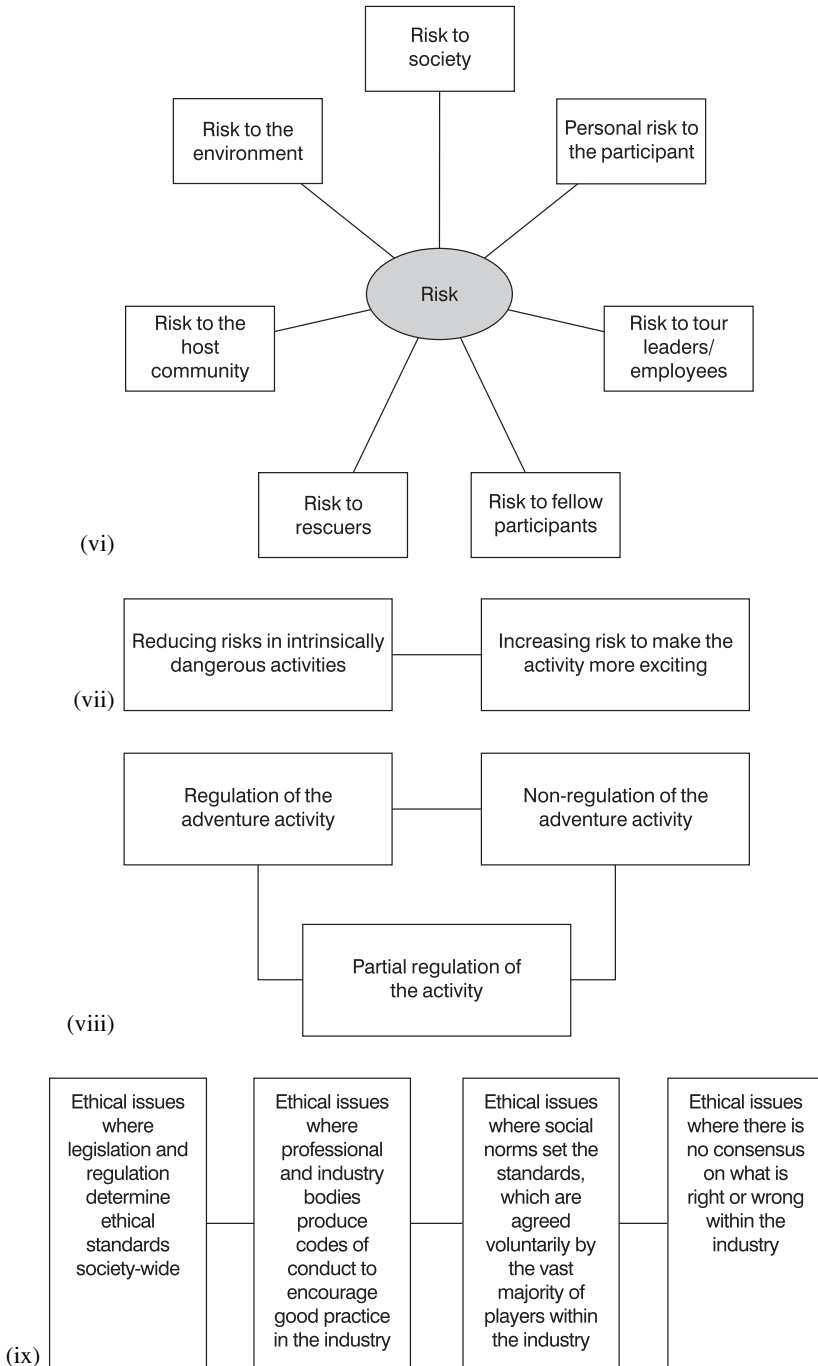 Risk to
society
Risk to the
environment
Personal risk to
the participant
Risk
Risk to the
host
community
Risk to tour
leaders/
employees
Risk to
rescuers
Risk to fellow
participants
(vi)
Reducing risks in intrinsically
dangerous activities
Increasing risk to make the
activity more exciting
(vii)
Regulation of the
adventure activity
Non-regulation of the
adventure activity
Partial regulation of
the activity
(viii)
Ethical issues
where
legislation and
regulation
determine
ethical
standards
society-wide
Ethical issues
where
professional
and industry
bodies
produce
codes of
conduct to
encourage
good practice
in the industry
Ethical issues
where social
norms set the
standards,
which are
agreed
voluntarily by
the vast
majority of
players within
the industry
Ethical issues
where there is
no consensus
on what is
right or wrong
within the
industry
(ix)